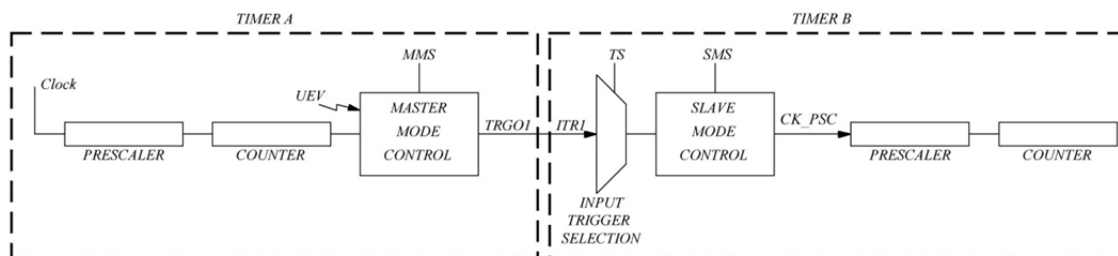 TIMER A
TIMER B
MMS
TS
SMS
Clock
UEV
MASTER
MODE
CONTROL
SLAVE
MODE
CONTROL
TRGO1
ITR1
CK_PSC
PRESCALER
COUNTER
PRESCALER
COUNTER
INPUT
TRIGGER
SELECTION